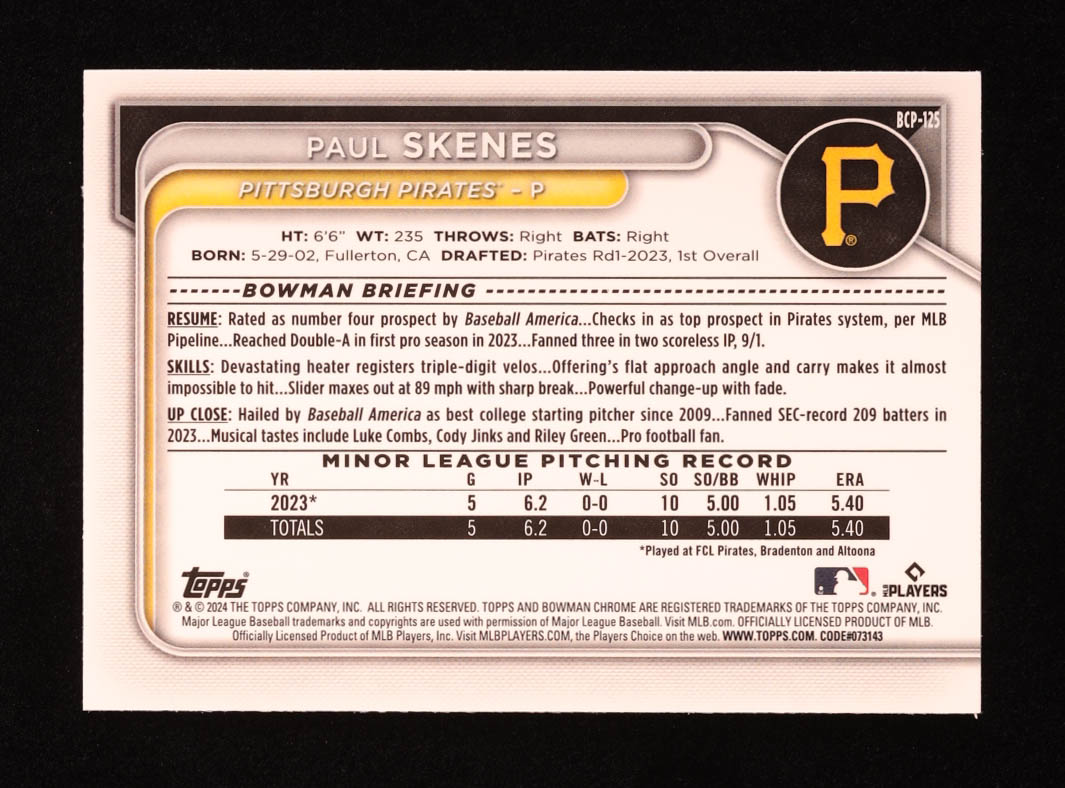 BCP-125
PAUL SKENES
PITTSBURGH PIRATES™ – P
P®
HT: 6'6" WT: 235 THROWS: Right BATS: Right
BORN: 5-29-02, Fullerton, CA DRAFTED: Pirates Rd1-2023, 1st Overall
BOWMAN BRIEFING
RESUME: Rated as number four prospect by Baseball America...Checks in as top prospect in Pirates system, per MLB
Pipeline...Reached Double-A in first pro season in 2023...Fanned three in two scoreless IP, 9/1.
SKILLS: Devastating heater registers triple-digit velos...Offering's flat approach angle and carry makes it almost
impossible to hit...Slider maxes out at 89 mph with sharp break...Powerful change-up with fade.
UP CLOSE: Hailed by Baseball America as best college starting pitcher since 2009...Fanned SEC-record 209 batters in
2023...Musical tastes include Luke Combs, Cody Jinks and Riley Green...Pro football fan.
MINOR LEAGUE PITCHING RECORD
YR G IP W-L SO SO/BB WHIP ERA
2023* 5 6.2 0-0 10 5.00 1.05 5.40
TOTALS 5 6.2 0-0 10 5.00 1.05 5.40
*Played at FCL Pirates, Bradenton and Altoona
Topps® MLB PLAYERS
® & © 2024 THE TOPPS COMPANY, INC. ALL RIGHTS RESERVED. TOPPS AND BOWMAN CHROME ARE REGISTERED TRADEMARKS OF THE TOPPS COMPANY, INC.
Major League Baseball trademarks and copyrights are used with permission of Major League Baseball. Visit MLB.com. OFFICIALLY LICENSED PRODUCT OF MLB.
Officially Licensed Product of MLB Players, Inc. Visit MLBPLAYERS.COM, the Players Choice on the web. WWW.TOPPS.COM. CODE#073143